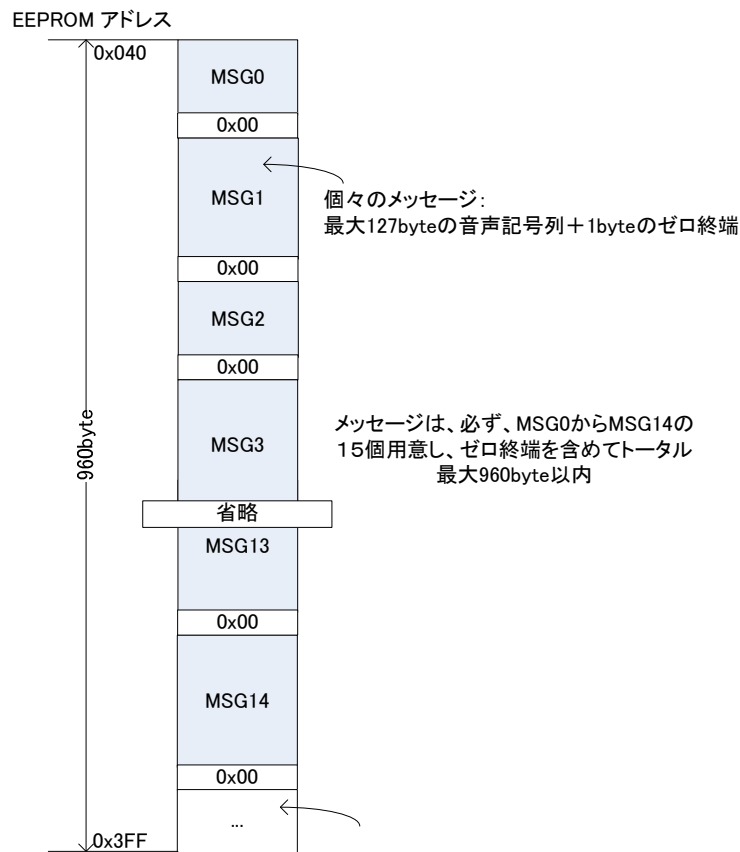 EEPROM アドレス
0x040
MSG0
0x00
MSG1
個々のメッセージ:
最大127byteの音声記号列+1byteのゼロ終端
0x00
MSG2
0x00
960byte
MSG3
メッセージは、必ず、MSG0からMSG14の
15個用意し、ゼロ終端を含めてトータル
最大960byte以内
省略
MSG13
0x00
MSG14
0x00
...
0x3FF